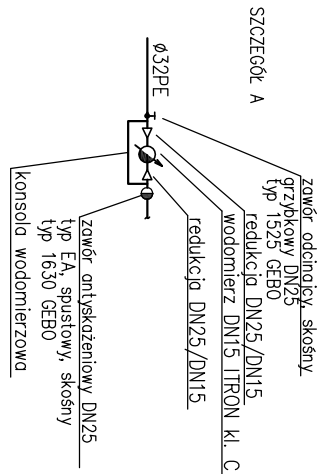 SZCZEGÓŁ A
zawór odcinający, skośny
grzybkowy DN25
typ 1525 GEBO
redukcja DN25/DN15
wodomierz DN15 ITRON kl. C
redukcja DN25/DN15
Ø32PE
zawór antyskażeniowy DN25
typ EA, spustowy, skośny
typ 1630 GEBO
konsola wodomierzowa